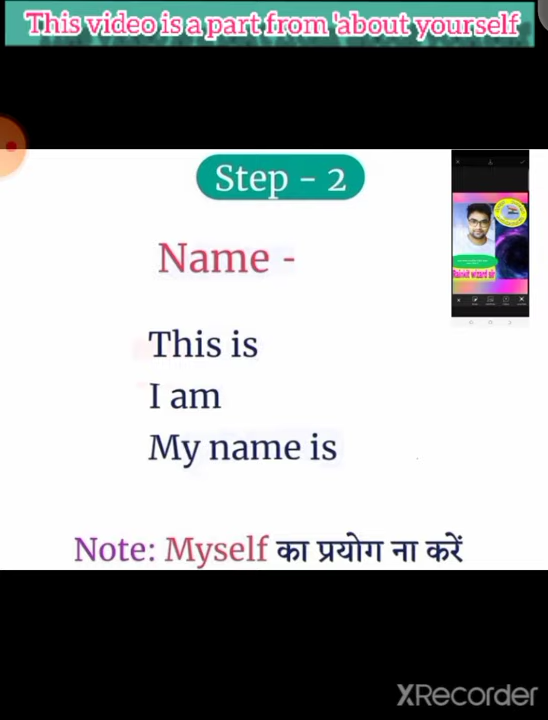 This video is a part from 'about yourself
Step - 2
Name -
This is
I am
My name is
Note: Myself का प्रयोग ना करें
XRecorder